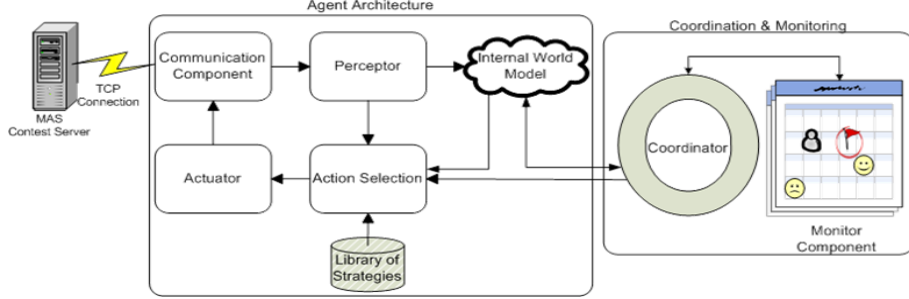 Agent Architecture
Coordination & Monitoring
Communication
Component
Perceptor
Internal World
Model
TCP
Connection
MAS
Contest Server
Coordinator
Actuator
Action Selection
Library of
Strategies
Monitor
Component